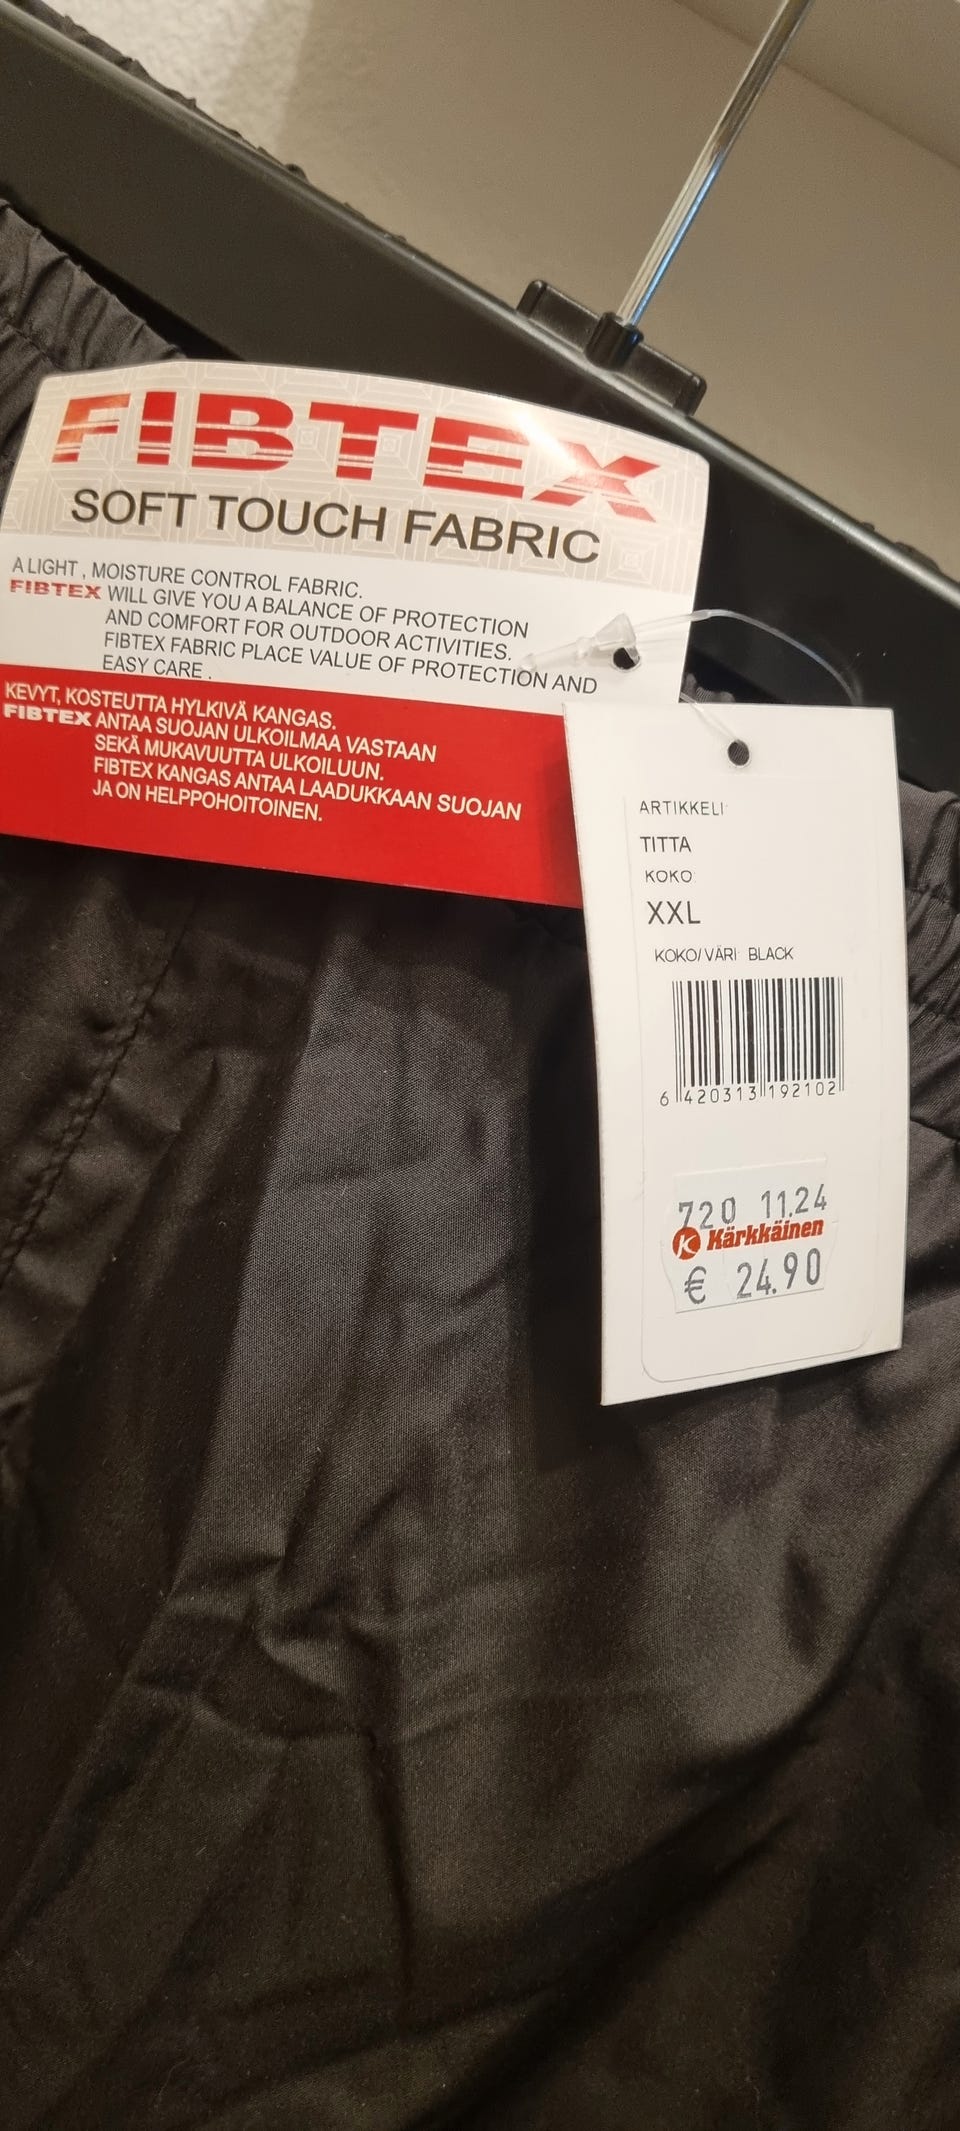 FIBTEX
SOFT TOUCH FABRIC
A LIGHT , MOISTURE CONTROL FABRIC.
FIBTEX WILL GIVE YOU A BALANCE OF PROTECTION
AND COMFORT FOR OUTDOOR ACTIVITIES.
FIBTEX FABRIC PLACE VALUE OF PROTECTION AND
EASY CARE .
KEVYT, KOSTEUTTA HYLKIVÄ KANGAS.
FIBTEX ANTAA SUOJAN ULKOILMAA VASTAAN
SEKÄ MUKAVUUTTA ULKOILUUN.
FIBTEX KANGAS ANTAA LAADUKKAAN SUOJAN
JA ON HELPPOHOITOINEN.
ARTIKKELI:
TITTA
KOKO:
XXL
KOKO/VÄRI: BLACK
6 420313 192102
720 11.24
K Kärkkäinen
€ 24.90